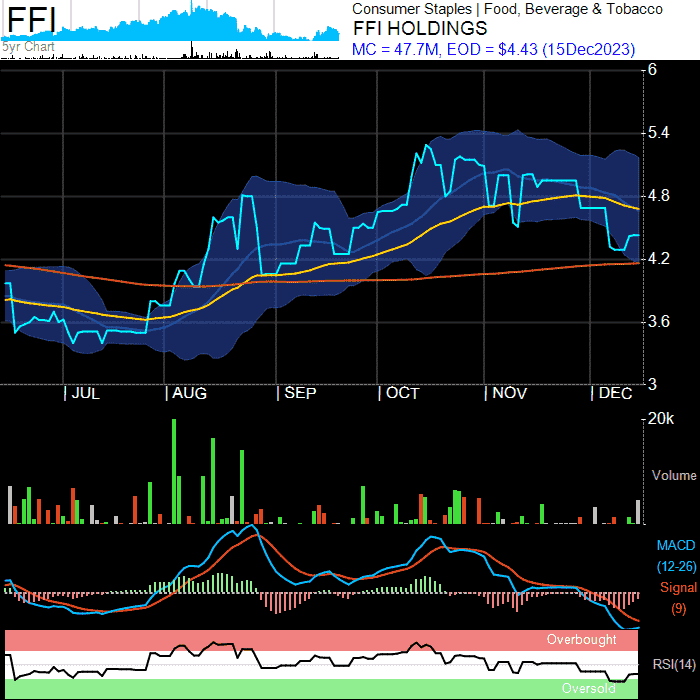 FFI
5yr Chart
Consumer Staples | Food, Beverage & Tobacco
FFI HOLDINGS
MC = 47.7M, EOD = $4.43 (15Dec2023)
6
5.4
4.8
4.2
3.6
3
| JUL | AUG | SEP | OCT | NOV | DEC
20k
Volume
MACD
(12-26)
Signal
(9)
Overbought
RSI(14)
Oversold